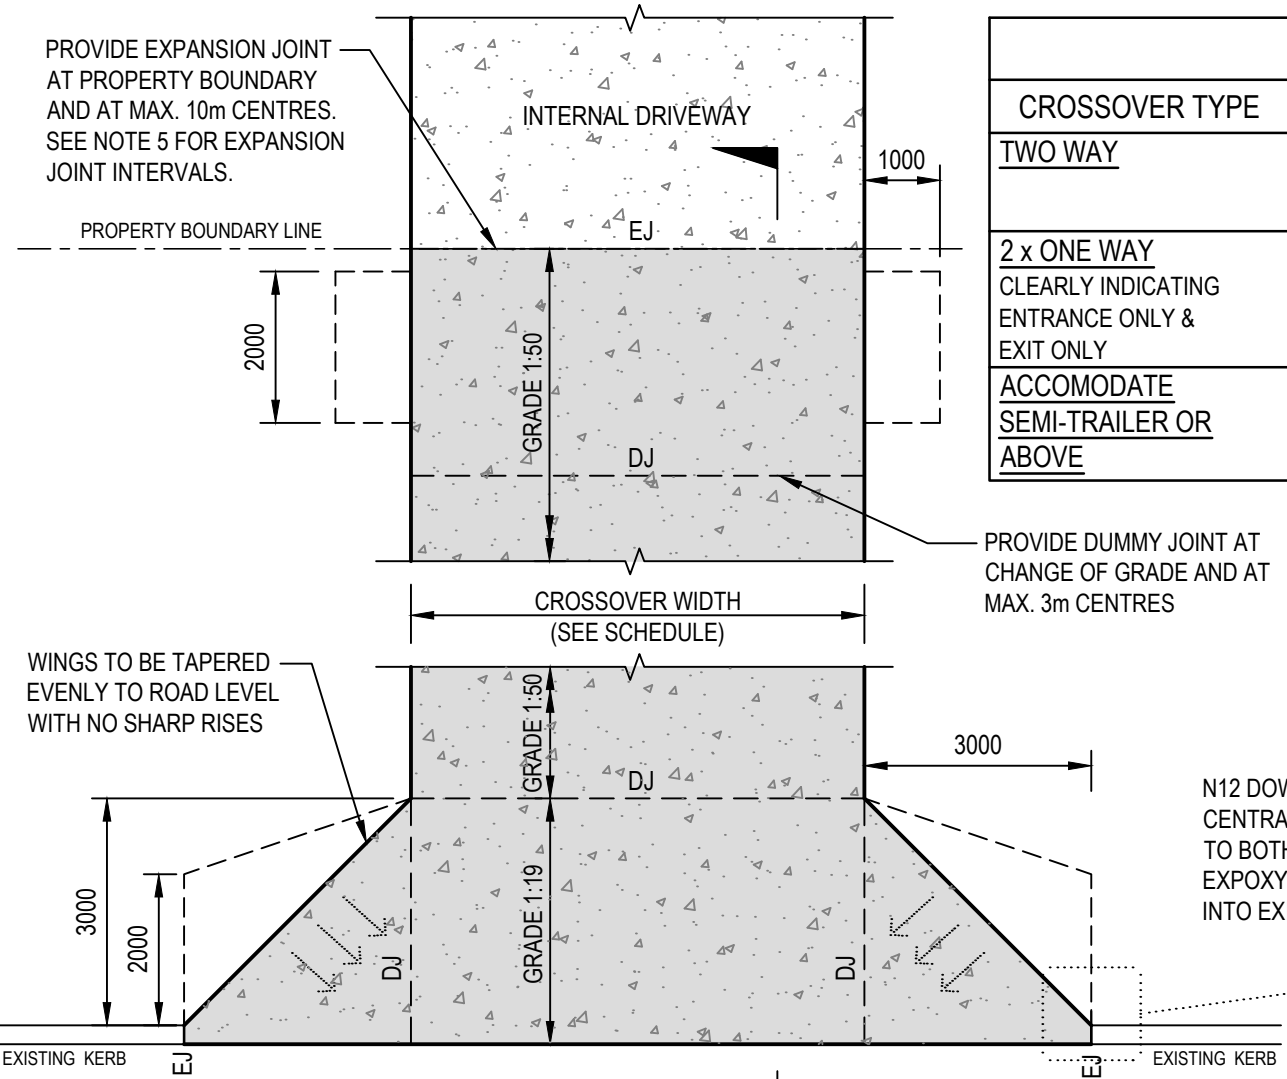 PROVIDE EXPANSION JOINT
AT PROPERTY BOUNDARY
AND AT MAX. 10m CENTRES.
SEE NOTE 5 FOR EXPANSION
JOINT INTERVALS.
INTERNAL DRIVEWAY
1000
CROSSOVER TYPE
TWO WAY
2 x ONE WAY
CLEARLY INDICATING
ENTRANCE ONLY &
EXIT ONLY
ACCOMODATE
SEMI-TRAILER OR
ABOVE
PROPERTY BOUNDARY LINE
EJ
2000
GRADE 1:50
DJ
PROVIDE DUMMY JOINT AT
CHANGE OF GRADE AND AT
MAX. 3m CENTRES
CROSSOVER WIDTH
(SEE SCHEDULE)
WINGS TO BE TAPERED
EVENLY TO ROAD LEVEL
WITH NO SHARP RISES
GRADE 1:50
DJ
3000
N12 DOW
CENTRA
TO BOTH
EXPOXY
INTO EX
3000
2000
DJ
GRADE 1:19
DJ
EXISTING KERB
EJ
EJ
EXISTING KERB